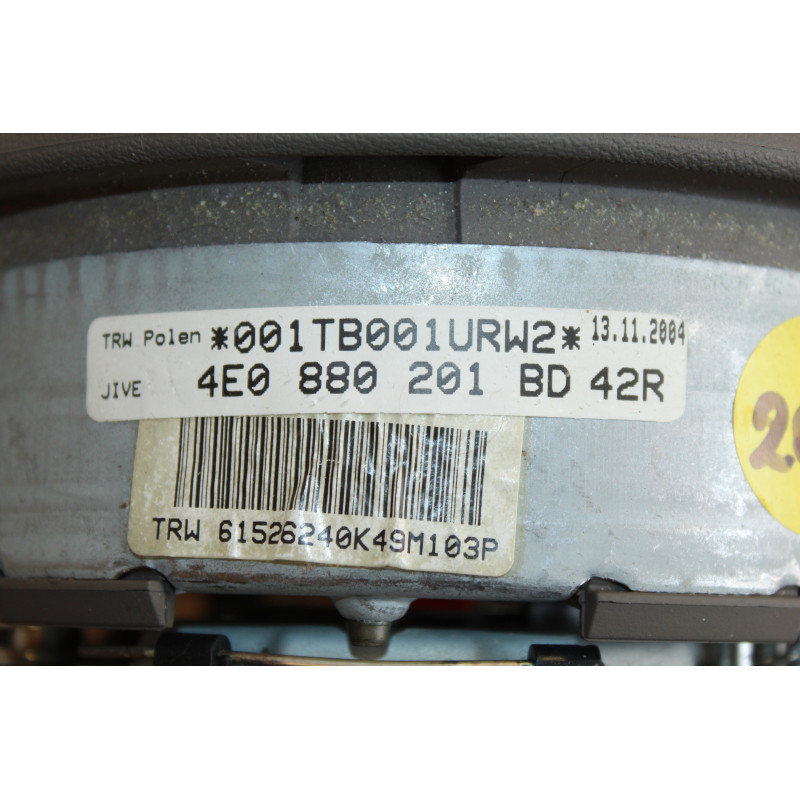 TRW Polen *001TB001URW2* 13.11.2004
JIVE 4E0 880 201 BD 42R
TRW 61526240K49M103P